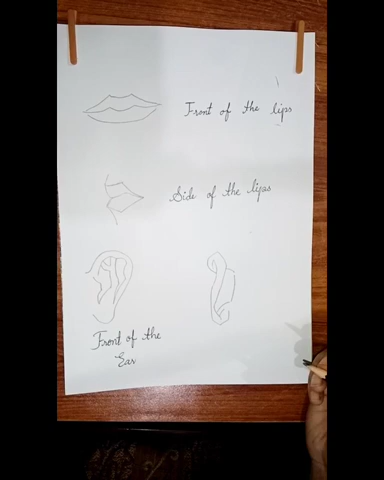 Front of the lips
Side of the lips
Front of the
Ear